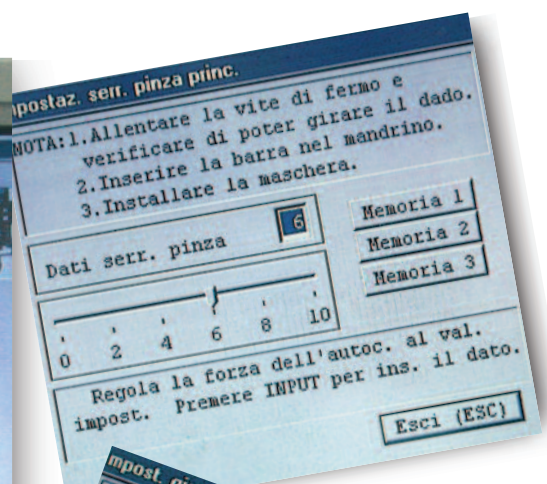 mpostaz. serr. pinza princ.
NOTA:1.Allentare la vite di fermo e
verificare di poter girare il dado.
2.Inserire la barra nel mandrino.
3.Installare la maschera.
Dati serr. pinza 6
Memoria 1
Memoria 2
Memoria 3
0 2 4 6 8 10
Regola la forza dell'autoc. al val.
impost. Premere INPUT per ins. il dato.
Esci (ESC)
mpost.